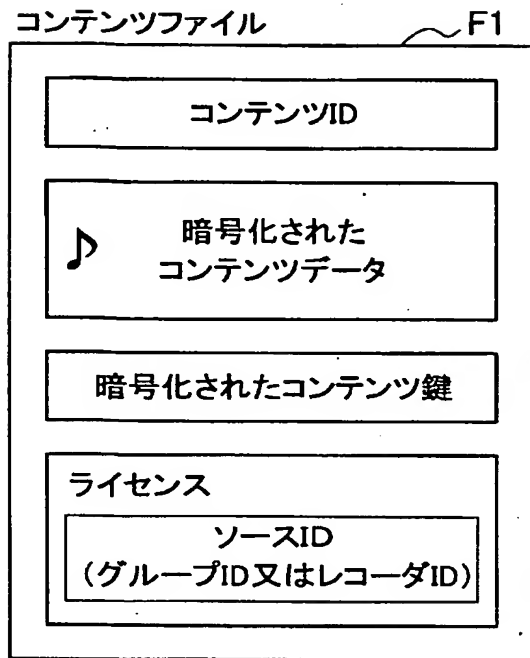 コンテンツファイル
F1
コンテンツID
暗号化された
コンテンツデータ
暗号化されたコンテンツ鍵
ライセンス
ソースID
(グループID又はレコーダID)